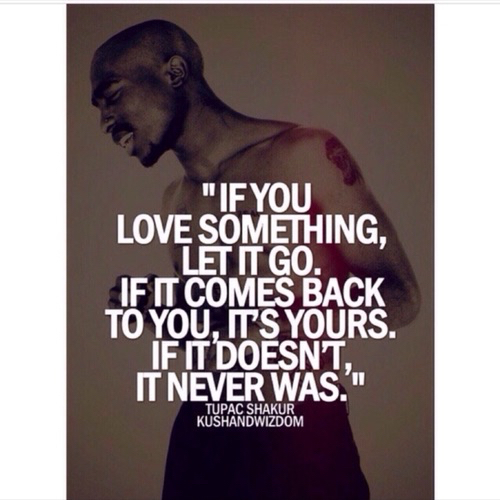 "IF YOU
LOVE SOMETHING,
LET IT GO.
IF IT COMES BACK
TO YOU, IT'S YOURS.
IF IT DOESN'T,
IT NEVER WAS."
TUPAC SHAKUR
KUSHANDWIZDOM